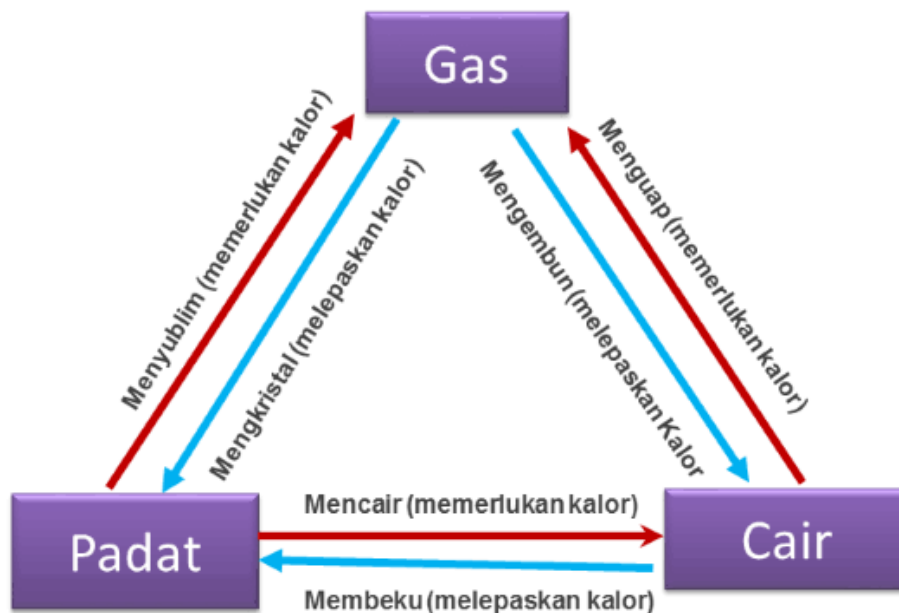 Gas
Menyublim (memerlukan kalor)
Mengkristal (melepaskan kalor)
Mengembun (melepaskan Kalor
Menguap (memerlukan kalor)
Padat
Mencair (memerlukan kalor)
Membeku (melepaskan kalor)
Cair